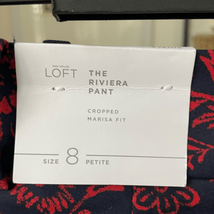 LOFT
THE
RIVIERA
PANT
CROPPED
MARISA FIT
SIZE 8 PETITE